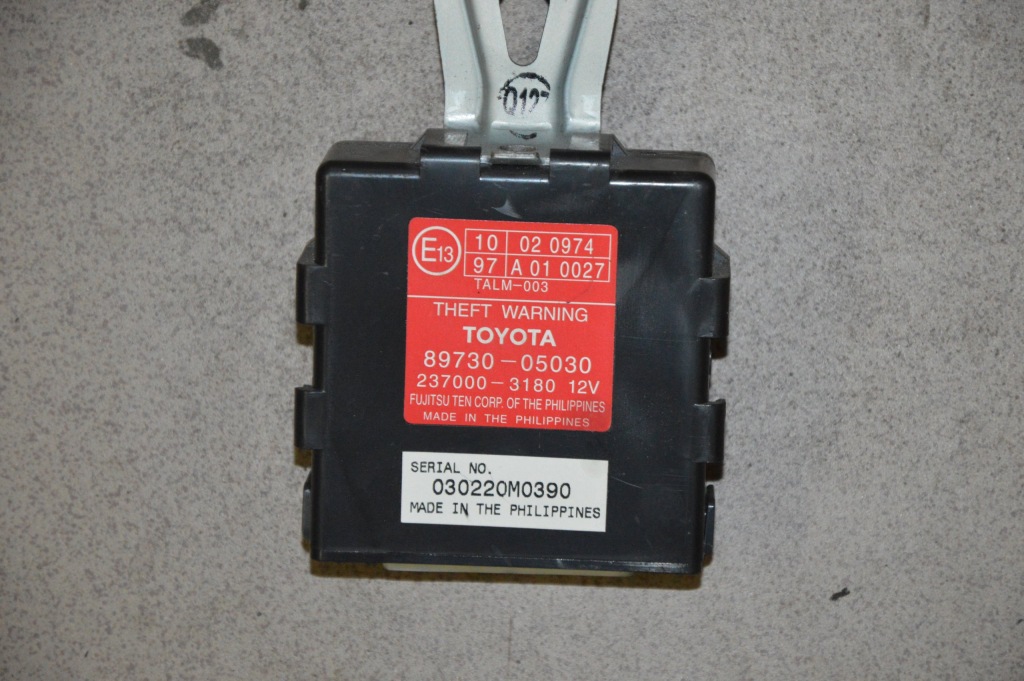 Q127
E13
10 02 0974
97 A 01 0027
TALM-003
THEFT WARNING
TOYOTA
89730-05030
237000-3180 12V
FUJITSU TEN CORP. OF THE PHILIPPINES
MADE IN THE PHILIPPINES
SERIAL NO.
030220M0390
MADE IN THE PHILIPPINES